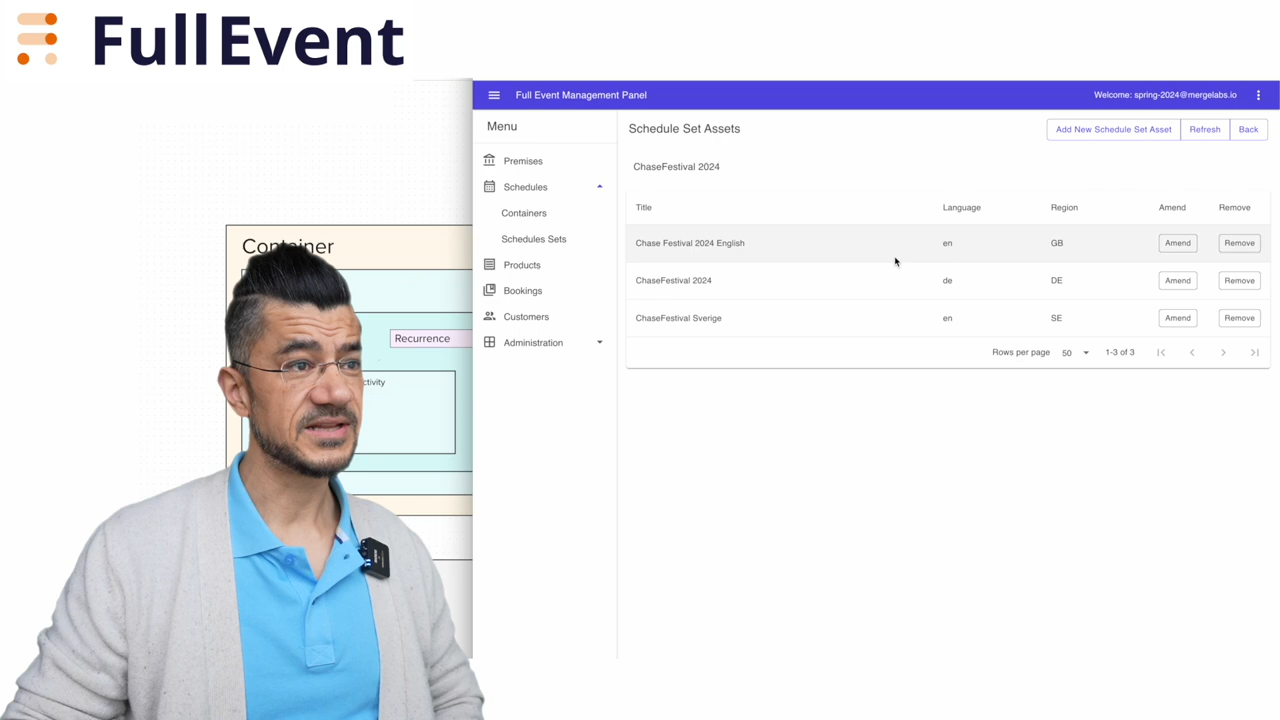 FullEvent
Full Event Management Panel
Welcome: spring-2024@mergelabs.io
Menu
Premises
Schedules
Containers
Schedules Sets
Products
Bookings
Customers
Administration
Schedule Set Assets
Add New Schedule Set Asset Refresh Back
ChaseFestival 2024
Title Language Region Amend Remove
Chase Festival 2024 English en GB Amend Remove
ChaseFestival 2024 de DE Amend Remove
ChaseFestival Sverige en SE Amend Remove
Rows per page 50 1-3 of 3
Container
Recurrence
ctivity